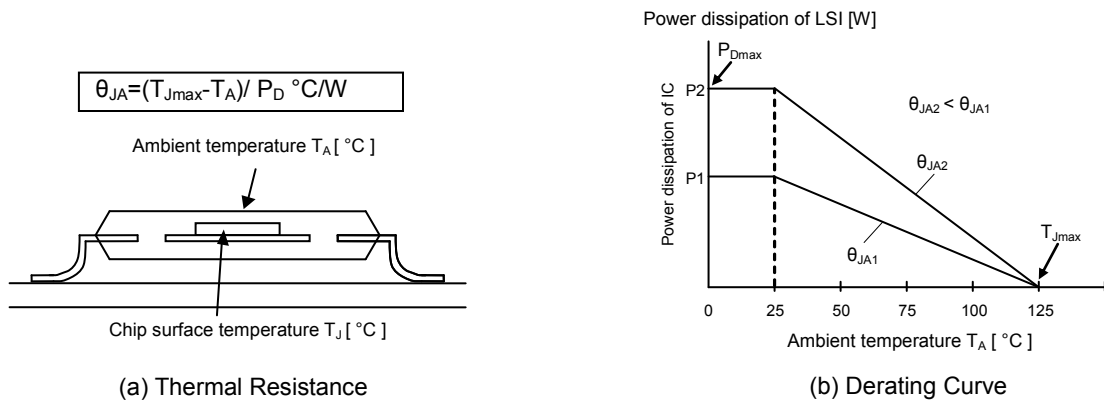 θJA=(TJmax-TA)/ PD °C/W
Ambient temperature TA [ °C ]
Chip surface temperature TJ [ °C ]
(a) Thermal Resistance
Power dissipation of LSI [W]
PDmax
P2
θJA2 < θJA1
Power dissipation of IC
θJA2
P1
TJmax
θJA1
0 25 50 75 100 125
Ambient temperature TA [ °C ]
(b) Derating Curve